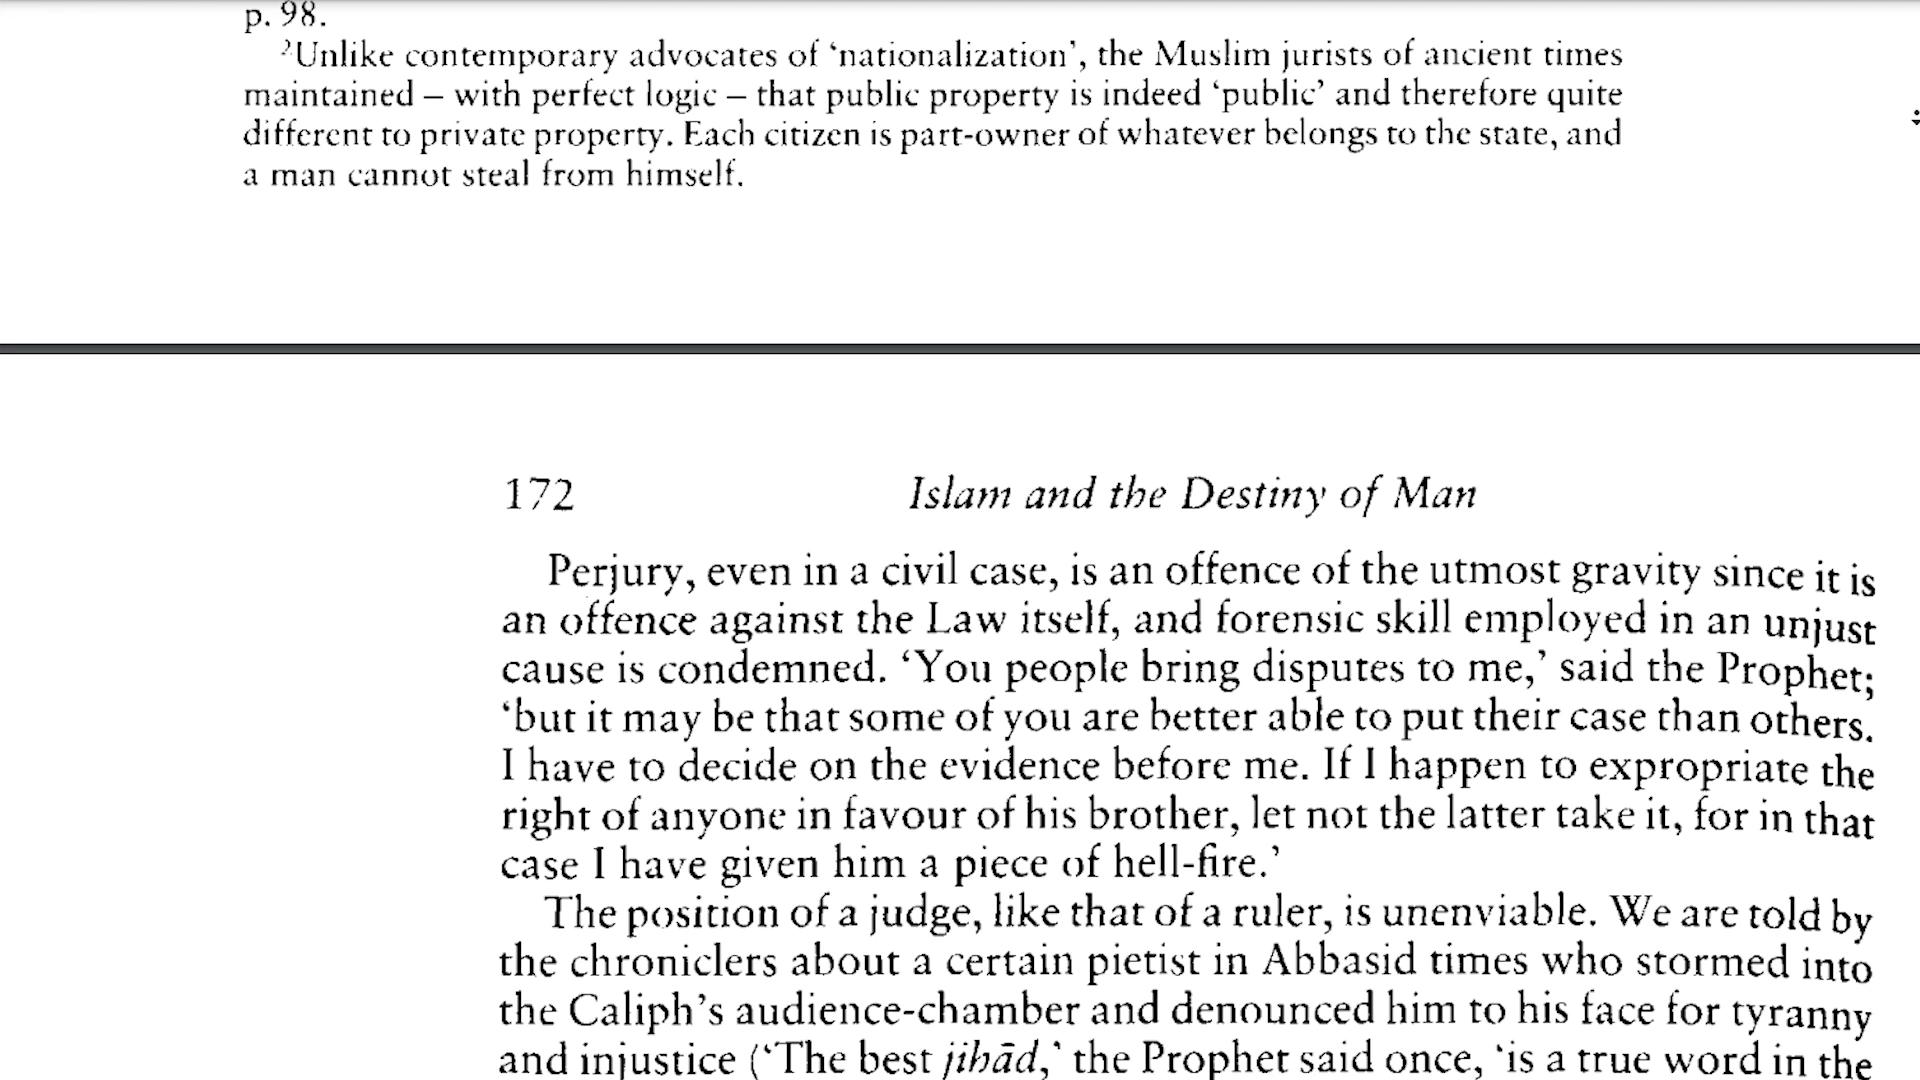 p. 98.
²Unlike contemporary advocates of ‘nationalization’, the Muslim jurists of ancient times
maintained – with perfect logic – that public property is indeed ‘public’ and therefore quite
different to private property. Each citizen is part-owner of whatever belongs to the state, and
a man cannot steal from himself.
172 Islam and the Destiny of Man
Perjury, even in a civil case, is an offence of the utmost gravity since it is
an offence against the Law itself, and forensic skill employed in an unjust
cause is condemned. ‘You people bring disputes to me,’ said the Prophet;
‘but it may be that some of you are better able to put their case than others.
I have to decide on the evidence before me. If I happen to expropriate the
right of anyone in favour of his brother, let not the latter take it, for in that
case I have given him a piece of hell-fire.’
The position of a judge, like that of a ruler, is unenviable. We are told by
the chroniclers about a certain pietist in Abbasid times who stormed into
the Caliph’s audience-chamber and denounced him to his face for tyranny
and injustice (‘The best jihād,’ the Prophet said once, ‘is a true word in the